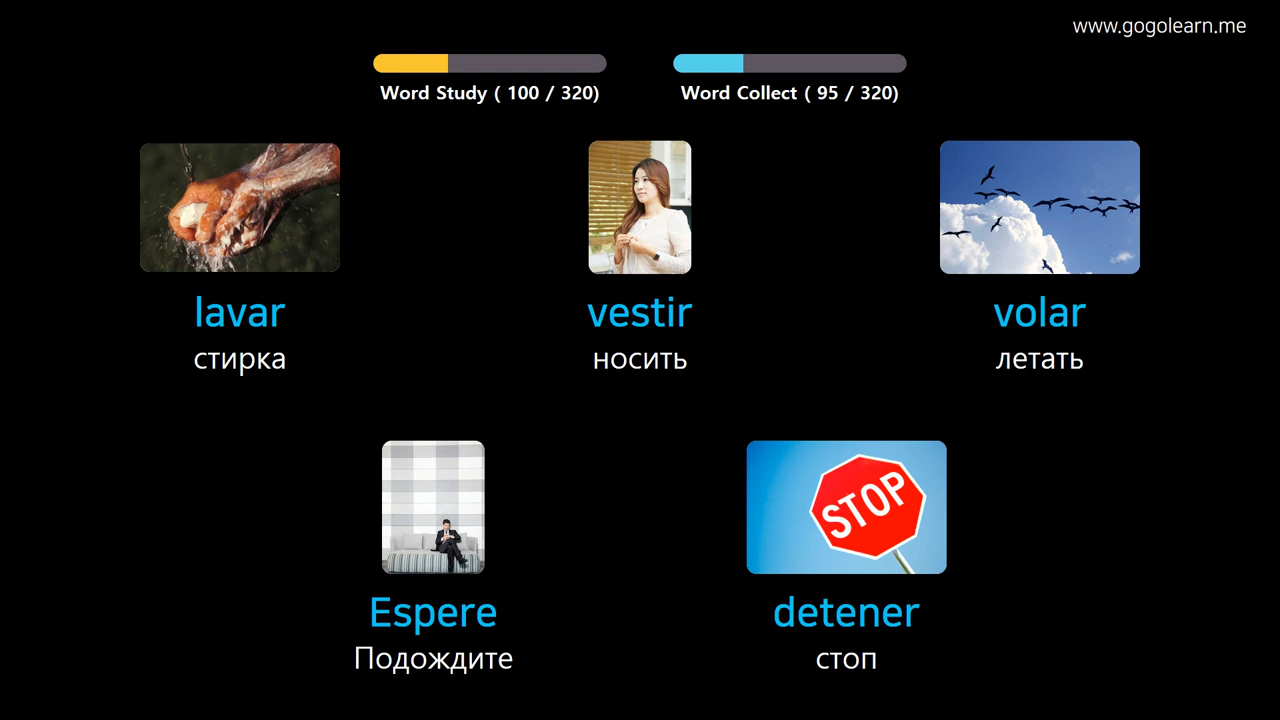 www.gogolearn.me
Word Study ( 100 / 320)
Word Collect ( 95 / 320)
lavar
стирка
vestir
носить
volar
летать
STOP
Espere
Подождите
detener
стоп